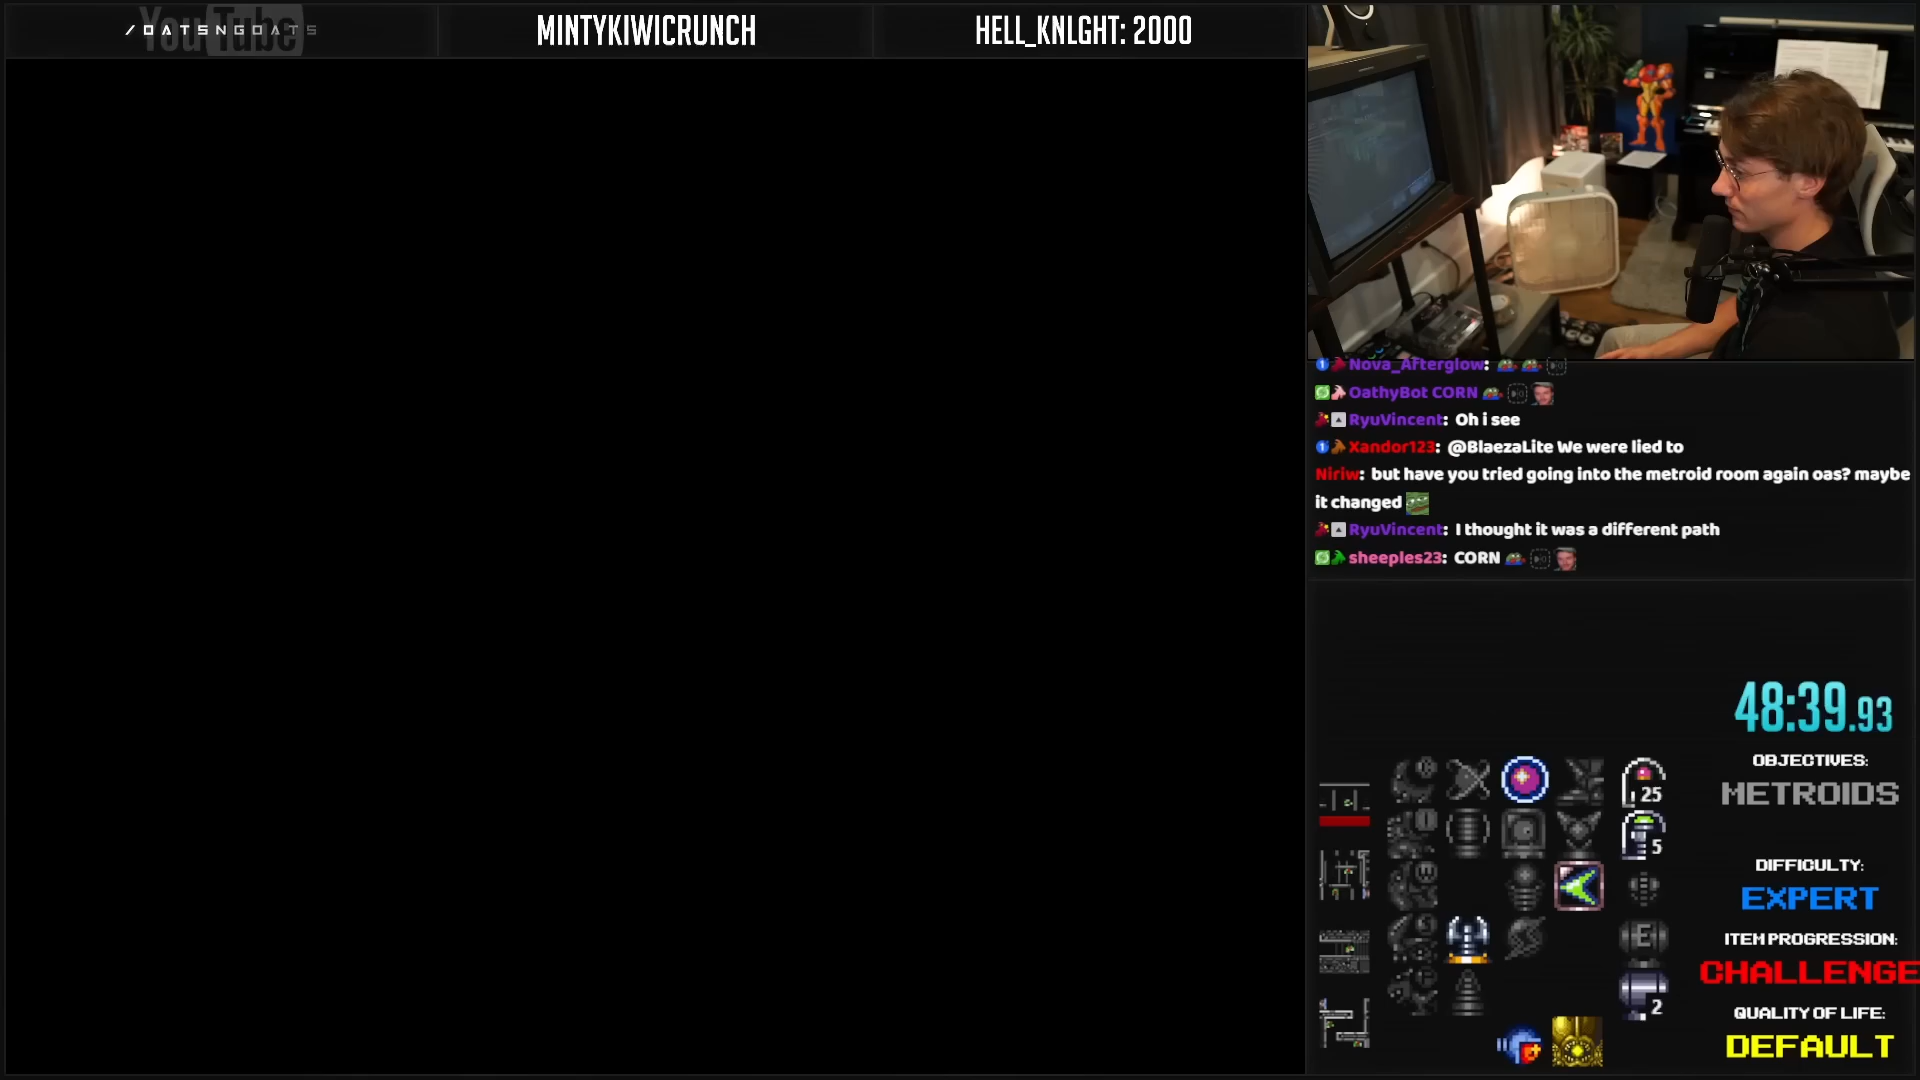 YouTube
/OATSNGOATS
MINTYKIWICRUNCH
HELL_KNLGHT: 2000
Nova_Afterglow:
OathyBot CORN
RyuVincent: Oh i see
Xandor123: @BlaezaLite We were lied to
Niriw: but have you tried going into the metroid room again oas? maybe
it changed
RyuVincent: I thought it was a different path
sheeples23: CORN
48:39.93
OBJECTIVES:
METROIDS
25
5
DIFFICULTY:
EXPERT
ITEM PROGRESSION:
E
CHALLENGE
2
QUALITY OF LIFE:
DEFAULT